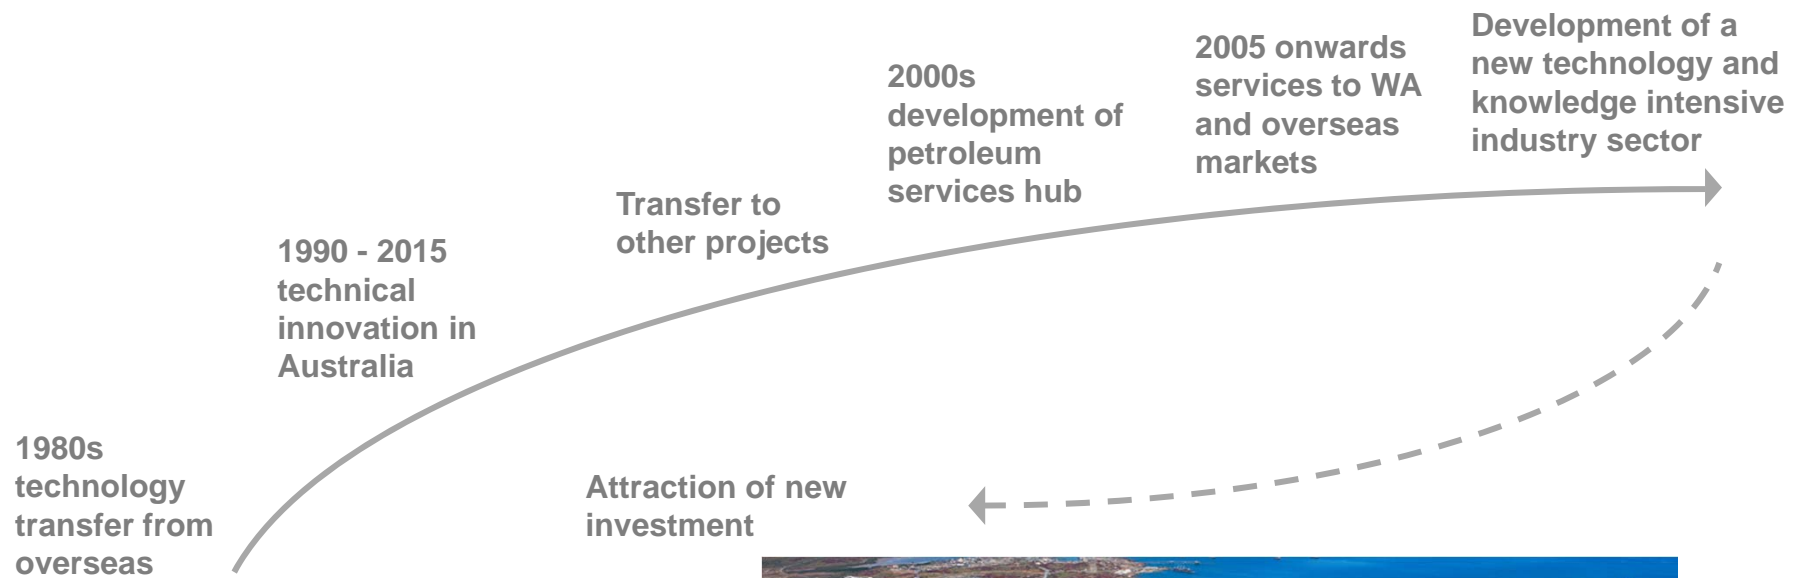 1980s
technology
transfer from
overseas
1990 - 2015
technical
innovation in
Australia
Transfer to
other projects
2000s
development of
petroleum
services hub
2005 onwards
services to WA
and overseas
markets
Development of a
new technology and
knowledge intensive
industry sector
Attraction of new
investment